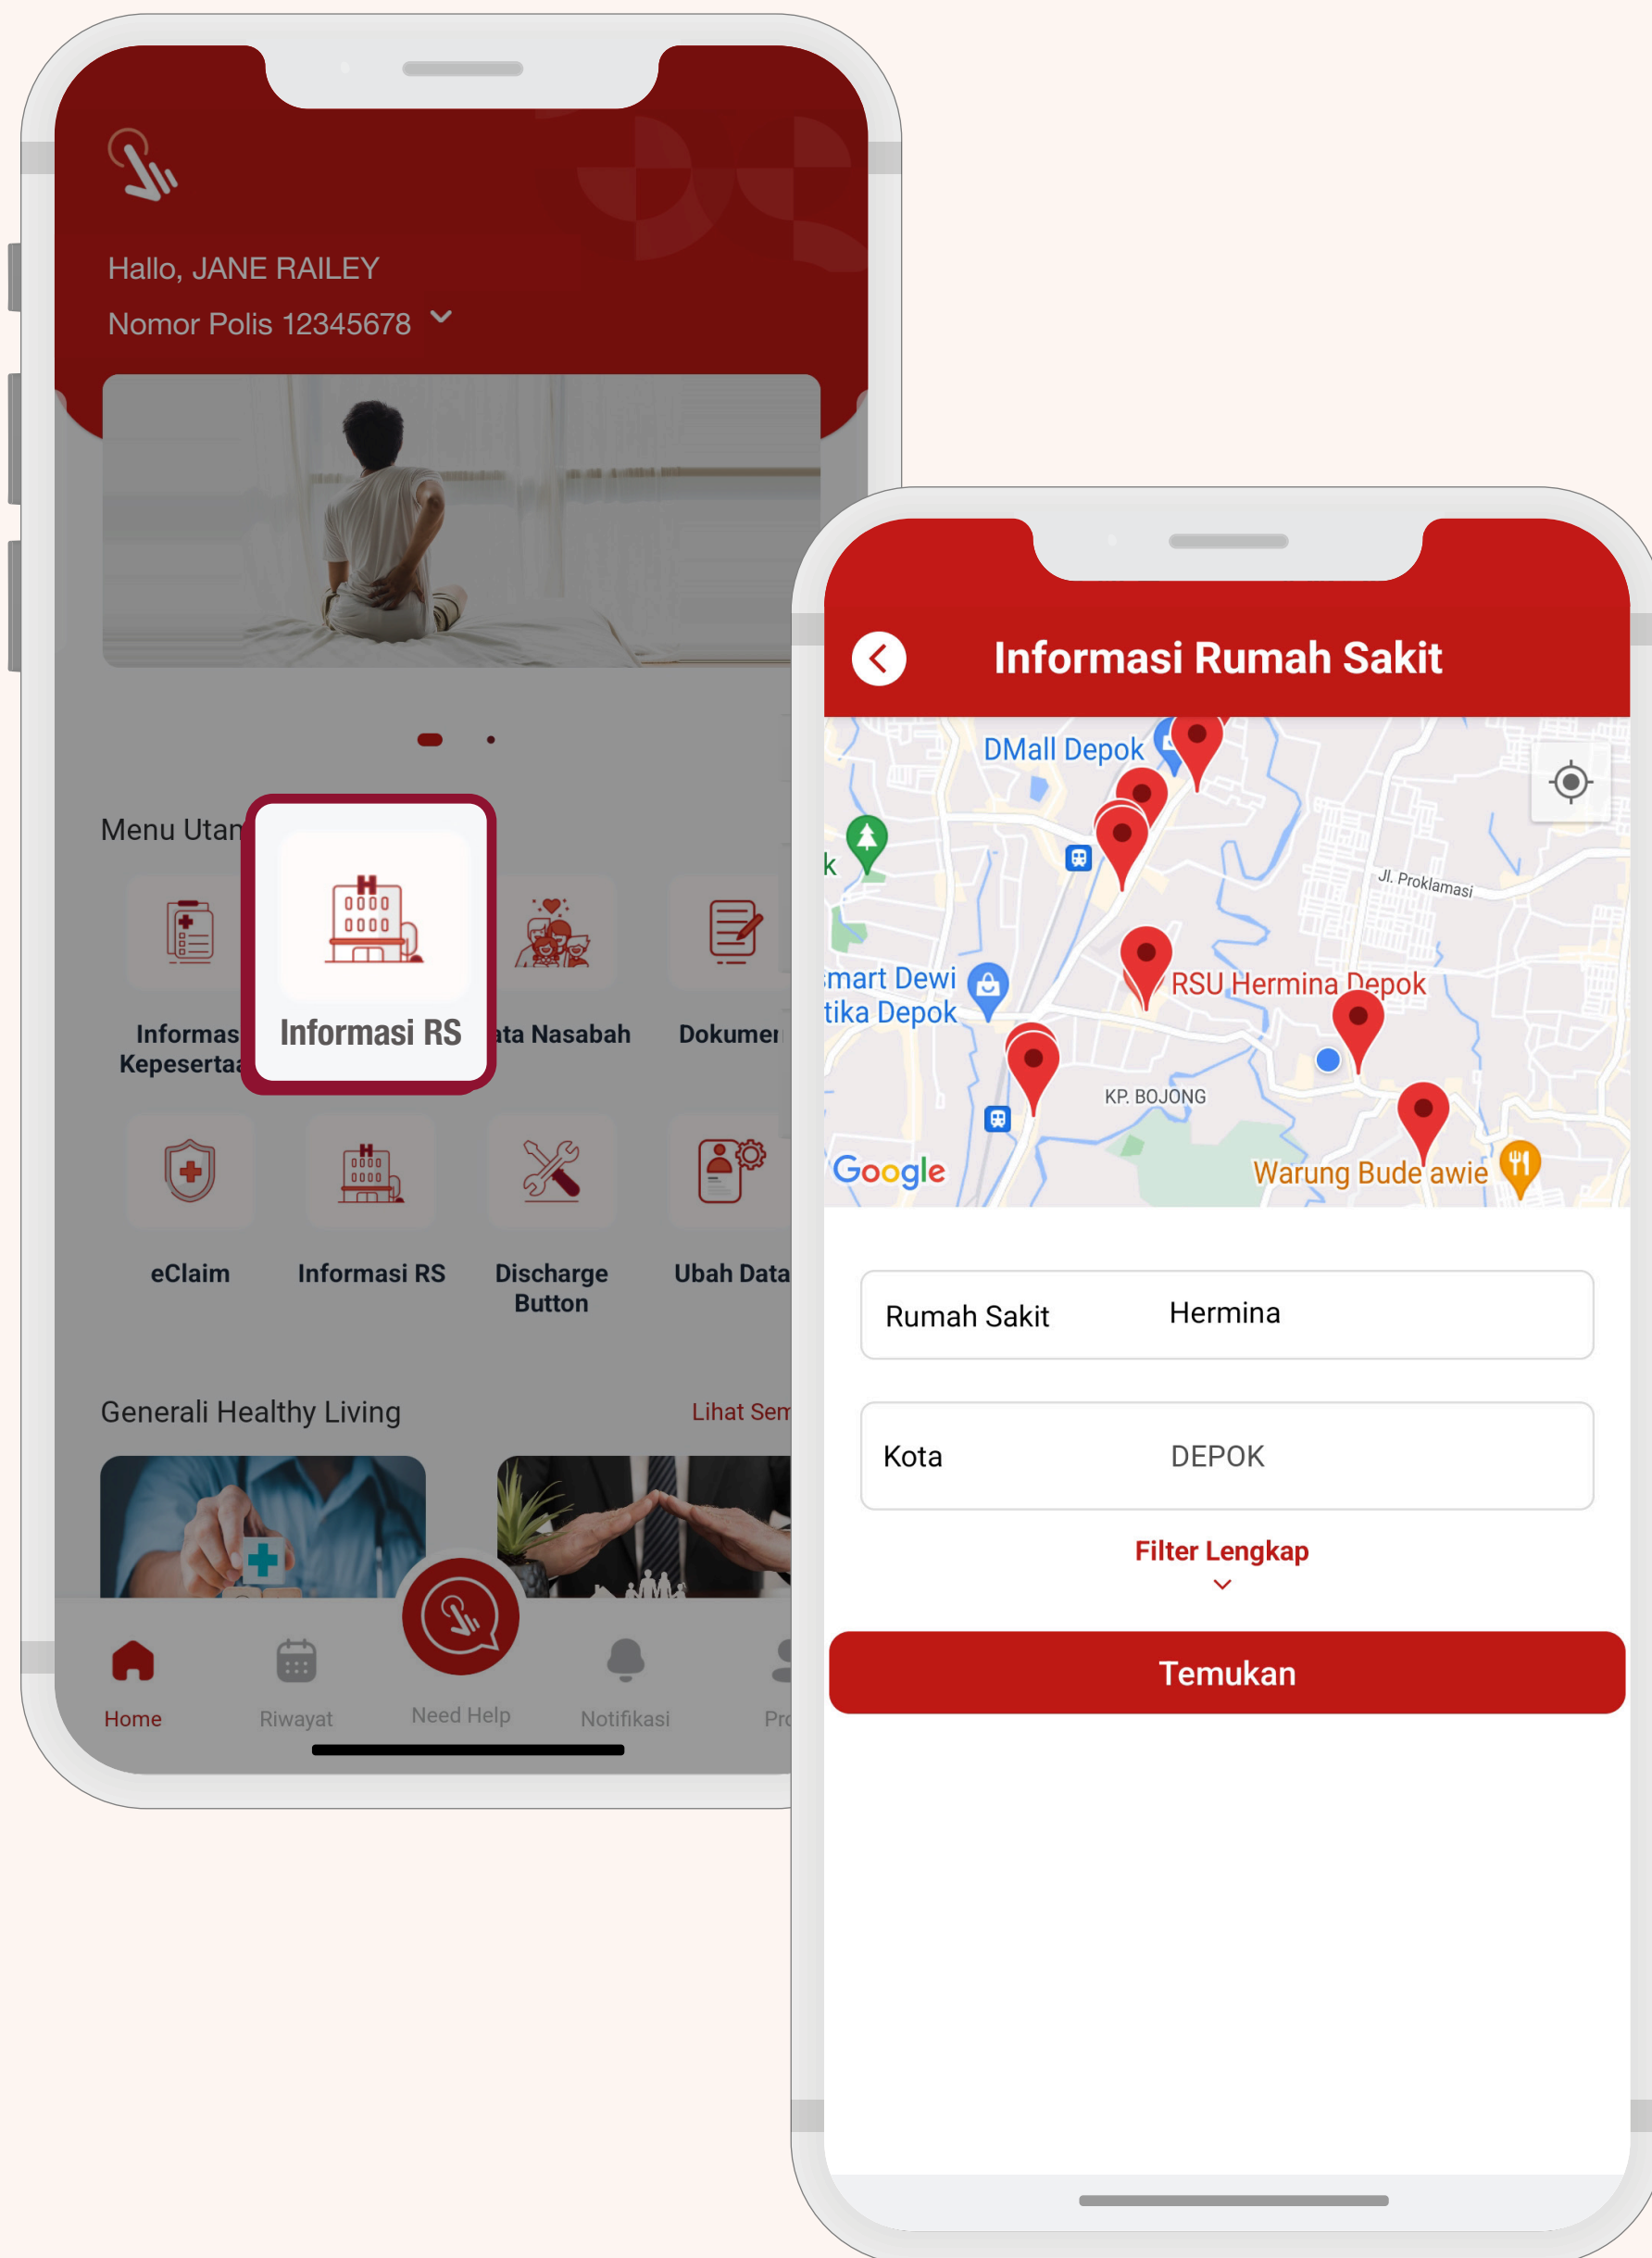 Hallo, JANE RAILEY
Nomor Polis 12345678
Menu Utam
Informasi RS
Informas
Kepesertaa
ata Nasabah
Dokumen
eClaim
Informasi RS
Discharge
Button
Ubah Data
Generali Healthy Living
Lihat Sem
Home
Riwayat
Need Help
Notifikasi
Pro
Informasi Rumah Sakit
DMall Depok
k
Jl. Proklamasi
smart Dewi
tika Depok
RSU Hermina Depok
KP. BOJONG
Google
Warung Bude awie
Rumah Sakit Hermina
Kota DEPOK
Filter Lengkap
Temukan